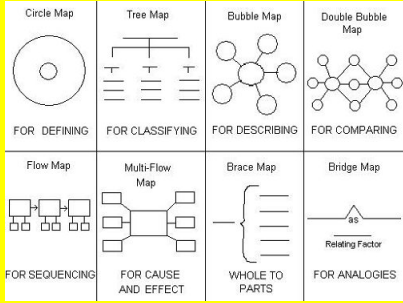 Circle Map
FOR DEFINING
Tree Map
FOR CLASSIFYING
Bubble Map
FOR DESCRIBING
Double Bubble
Map
FOR COMPARING
Flow Map
FOR SEQUENCING
Multi-Flow
Map
FOR CAUSE
AND EFFECT
Brace Map
WHOLE TO
PARTS
Bridge Map
as
Relating Factor
FOR ANALOGIES